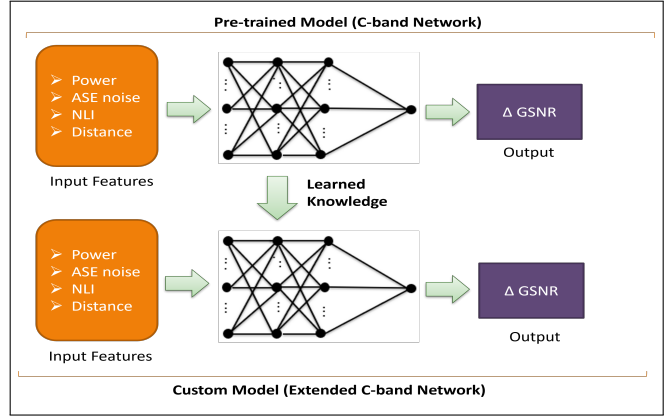 Pre-trained Model (C-band Network)
➢ Power
➢ ASE noise
➢ NLI
➢ Distance
Input Features
Δ GSNR
Output
Learned
Knowledge
➢ Power
➢ ASE noise
➢ NLI
➢ Distance
Input Features
Δ GSNR
Output
Custom Model (Extended C-band Network)